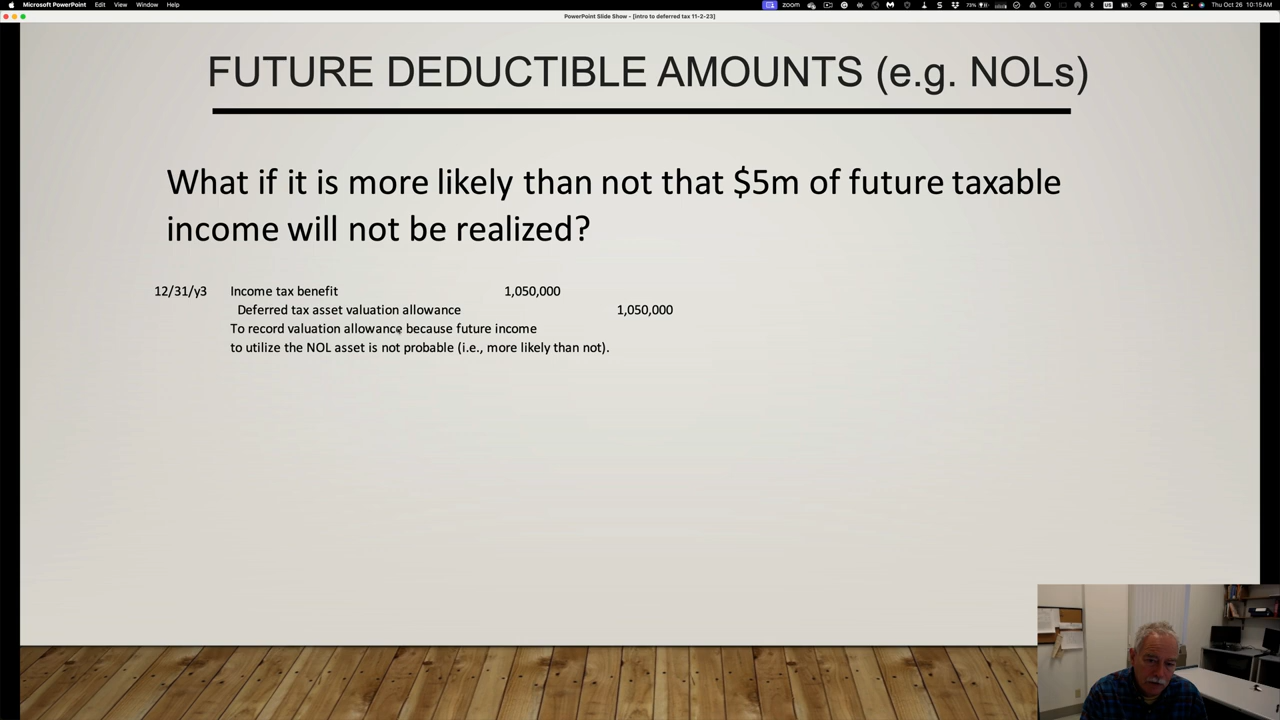 Microsoft PowerPoint Edit View Window Help zoom 73% US Thu Oct 26 10:15 AM
PowerPoint Slide Show - [intro to deferred tax 11-2-23]
FUTURE DEDUCTIBLE AMOUNTS (e.g. NOLs)
What if it is more likely than not that $5m of future taxable
income will not be realized?
12/31/y3 Income tax benefit 1,050,000
Deferred tax asset valuation allowance 1,050,000
To record valuation allowance because future income
to utilize the NOL asset is not probable (i.e., more likely than not).